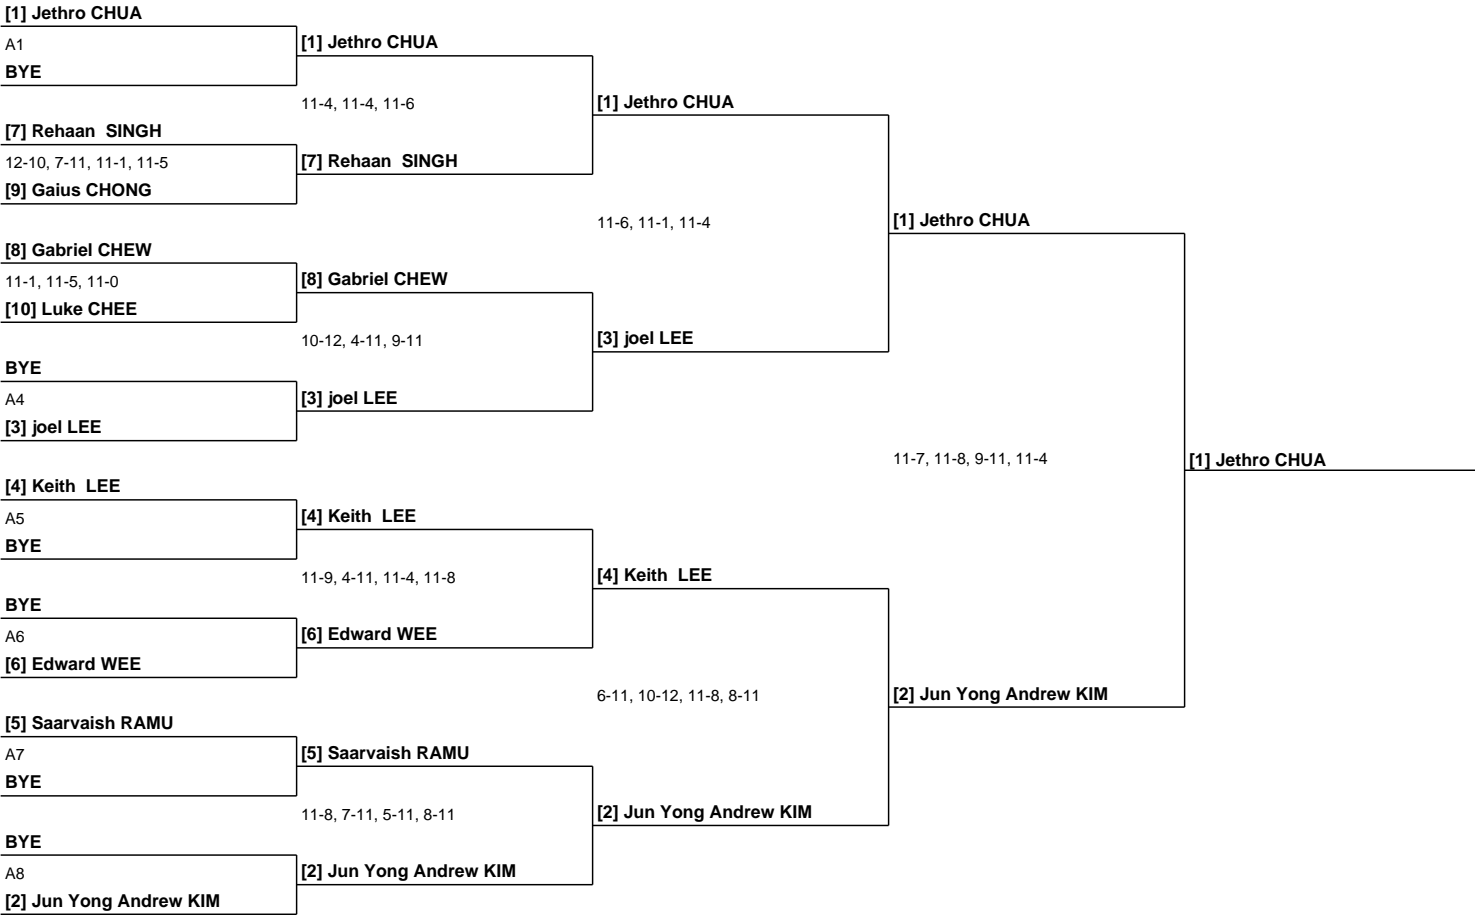 [1] Jethro CHUA
A1
BYE
[7] Rehaan  SINGH
12-10, 7-11, 11-1, 11-5
[9] Gaius CHONG
[8] Gabriel CHEW
11-1, 11-5, 11-0
[10] Luke CHEE
BYE
A4
[3] joel LEE
[4] Keith  LEE
A5
BYE
BYE
A6
[6] Edward WEE
[5] Saarvaish RAMU
A7
BYE
BYE
A8
[2] Jun Yong Andrew KIM
[1] Jethro CHUA
11-4, 11-4, 11-6
[7] Rehaan  SINGH
[8] Gabriel CHEW
10-12, 4-11, 9-11
[3] joel LEE
[4] Keith  LEE
11-9, 4-11, 11-4, 11-8
[6] Edward WEE
[5] Saarvaish RAMU
11-8, 7-11, 5-11, 8-11
[2] Jun Yong Andrew KIM
[1] Jethro CHUA
11-6, 11-1, 11-4
[3] joel LEE
[4] Keith  LEE
6-11, 10-12, 11-8, 8-11
[2] Jun Yong Andrew KIM
[1] Jethro CHUA
11-7, 11-8, 9-11, 11-4
[2] Jun Yong Andrew KIM
[1] Jethro CHUA